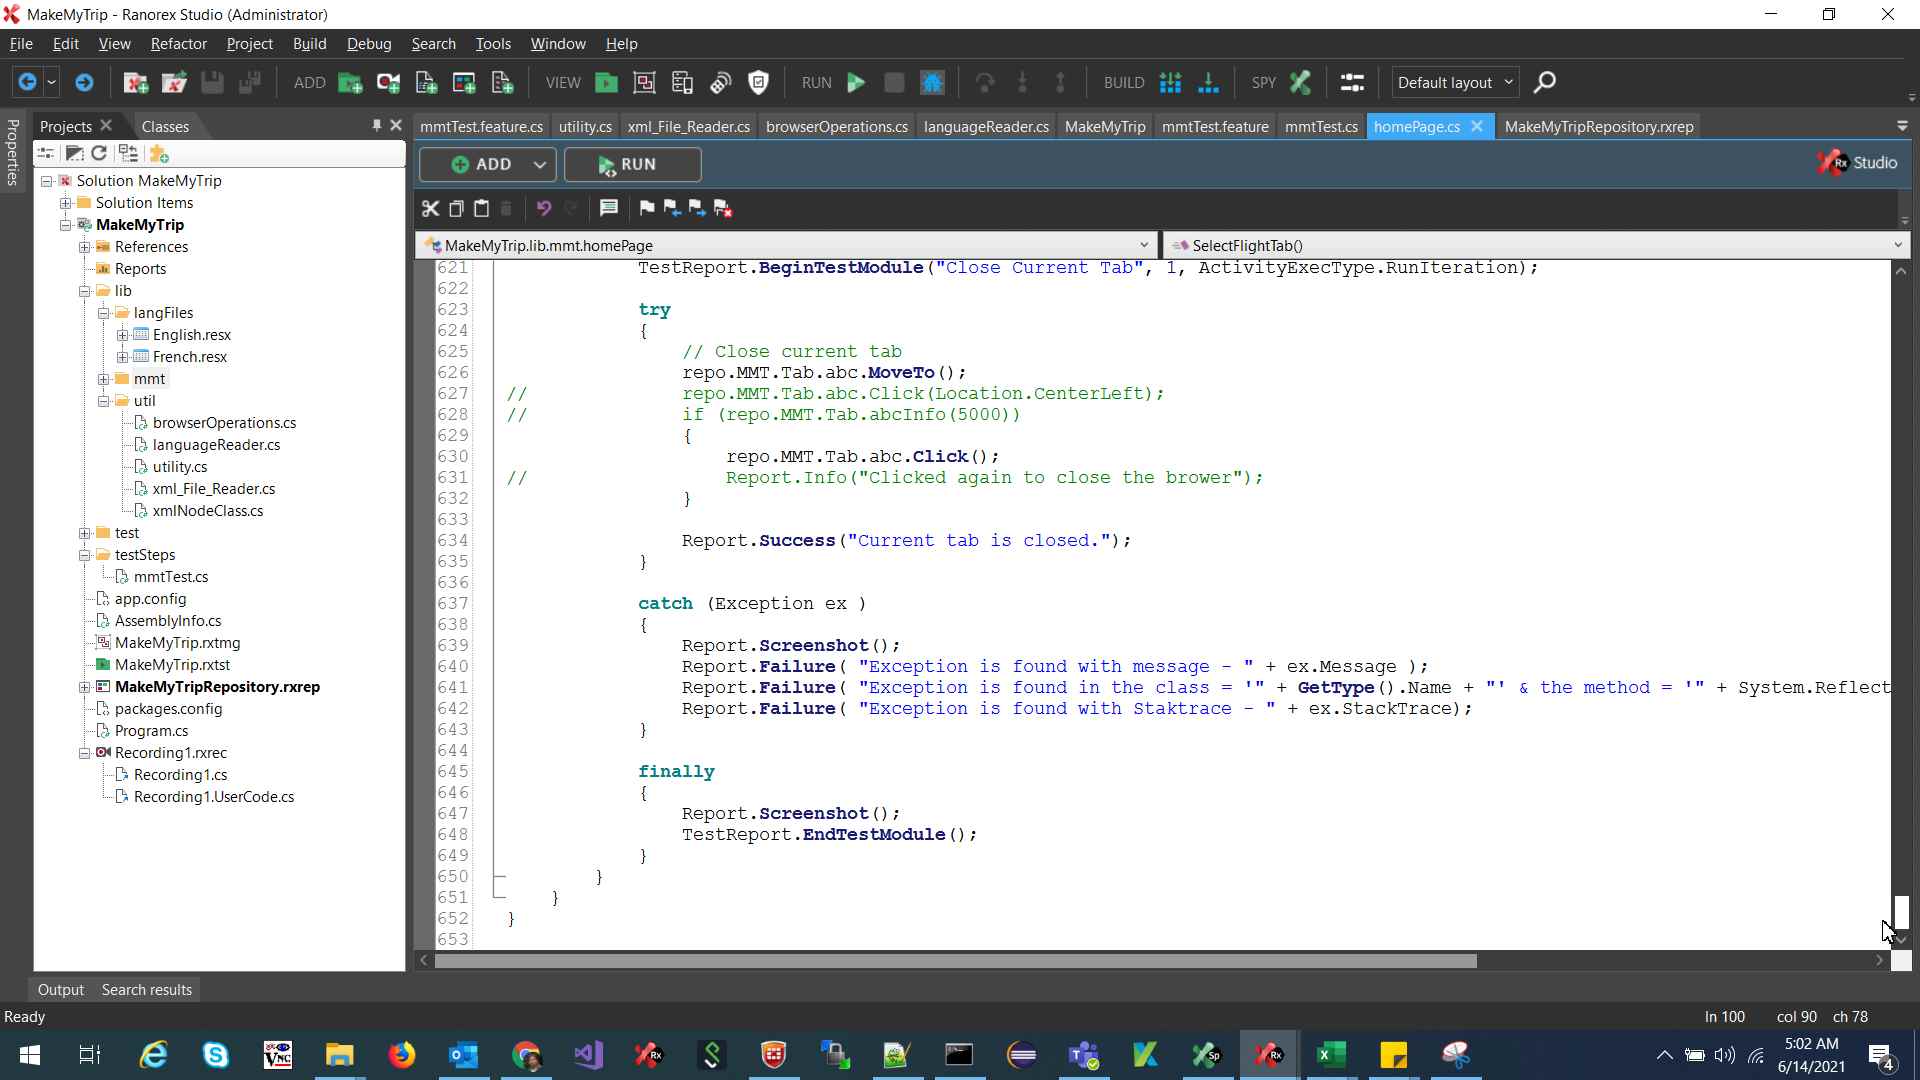 MakeMyTrip - Ranorex Studio (Administrator)
File Edit View Refactor Project Build Debug Search Tools Window Help
ADD VIEW RUN BUILD SPY Default layout
Properties
Projects Classes
mmtTest.feature.cs utility.cs xml_File_Reader.cs browserOperations.cs languageReader.cs MakeMyTrip mmtTest.feature mmtTest.cs homePage.cs MakeMyTripRepository.rxrep
ADD RUN
Rx Studio
MakeMyTrip.lib.mmt.homePage SelectFlightTab()
Solution MakeMyTrip
Solution Items
MakeMyTrip
References
Reports
lib
langFiles
English.resx
French.resx
mmt
util
browserOperations.cs
languageReader.cs
utility.cs
xml_File_Reader.cs
xmlNodeClass.cs
test
testSteps
mmtTest.cs
app.config
AssemblyInfo.cs
MakeMyTrip.rxtmg
MakeMyTrip.rxtst
MakeMyTripRepository.rxrep
packages.config
Program.cs
Recording1.rxrec
Recording1.cs
Recording1.UserCode.cs
621 TestReport.BeginTestModule("Close Current Tab", 1, ActivityExecType.RunIteration);
622
623 try
624 {
625 // Close current tab
626 repo.MMT.Tab.abc.MoveTo();
627 // repo.MMT.Tab.abc.Click(Location.CenterLeft);
628 // if (repo.MMT.Tab.abcInfo(5000))
629 {
630 repo.MMT.Tab.abc.Click();
631 // Report.Info("Clicked again to close the brower");
632 }
633
634 Report.Success("Current tab is closed.");
635 }
636
637 catch (Exception ex )
638 {
639 Report.Screenshot();
640 Report.Failure( "Exception is found with message - " + ex.Message );
641 Report.Failure( "Exception is found in the class = '" + GetType().Name + "' & the method = '" + System.Reflect
642 Report.Failure( "Exception is found with Staktrace - " + ex.StackTrace);
643 }
644
645 finally
646 {
647 Report.Screenshot();
648 TestReport.EndTestModule();
649 }
650 }
651 }
652 }
653
Output Search results
Ready ln 100 col 90 ch 78
VNC Rx Sp Rx
5:02 AM
6/14/2021
4